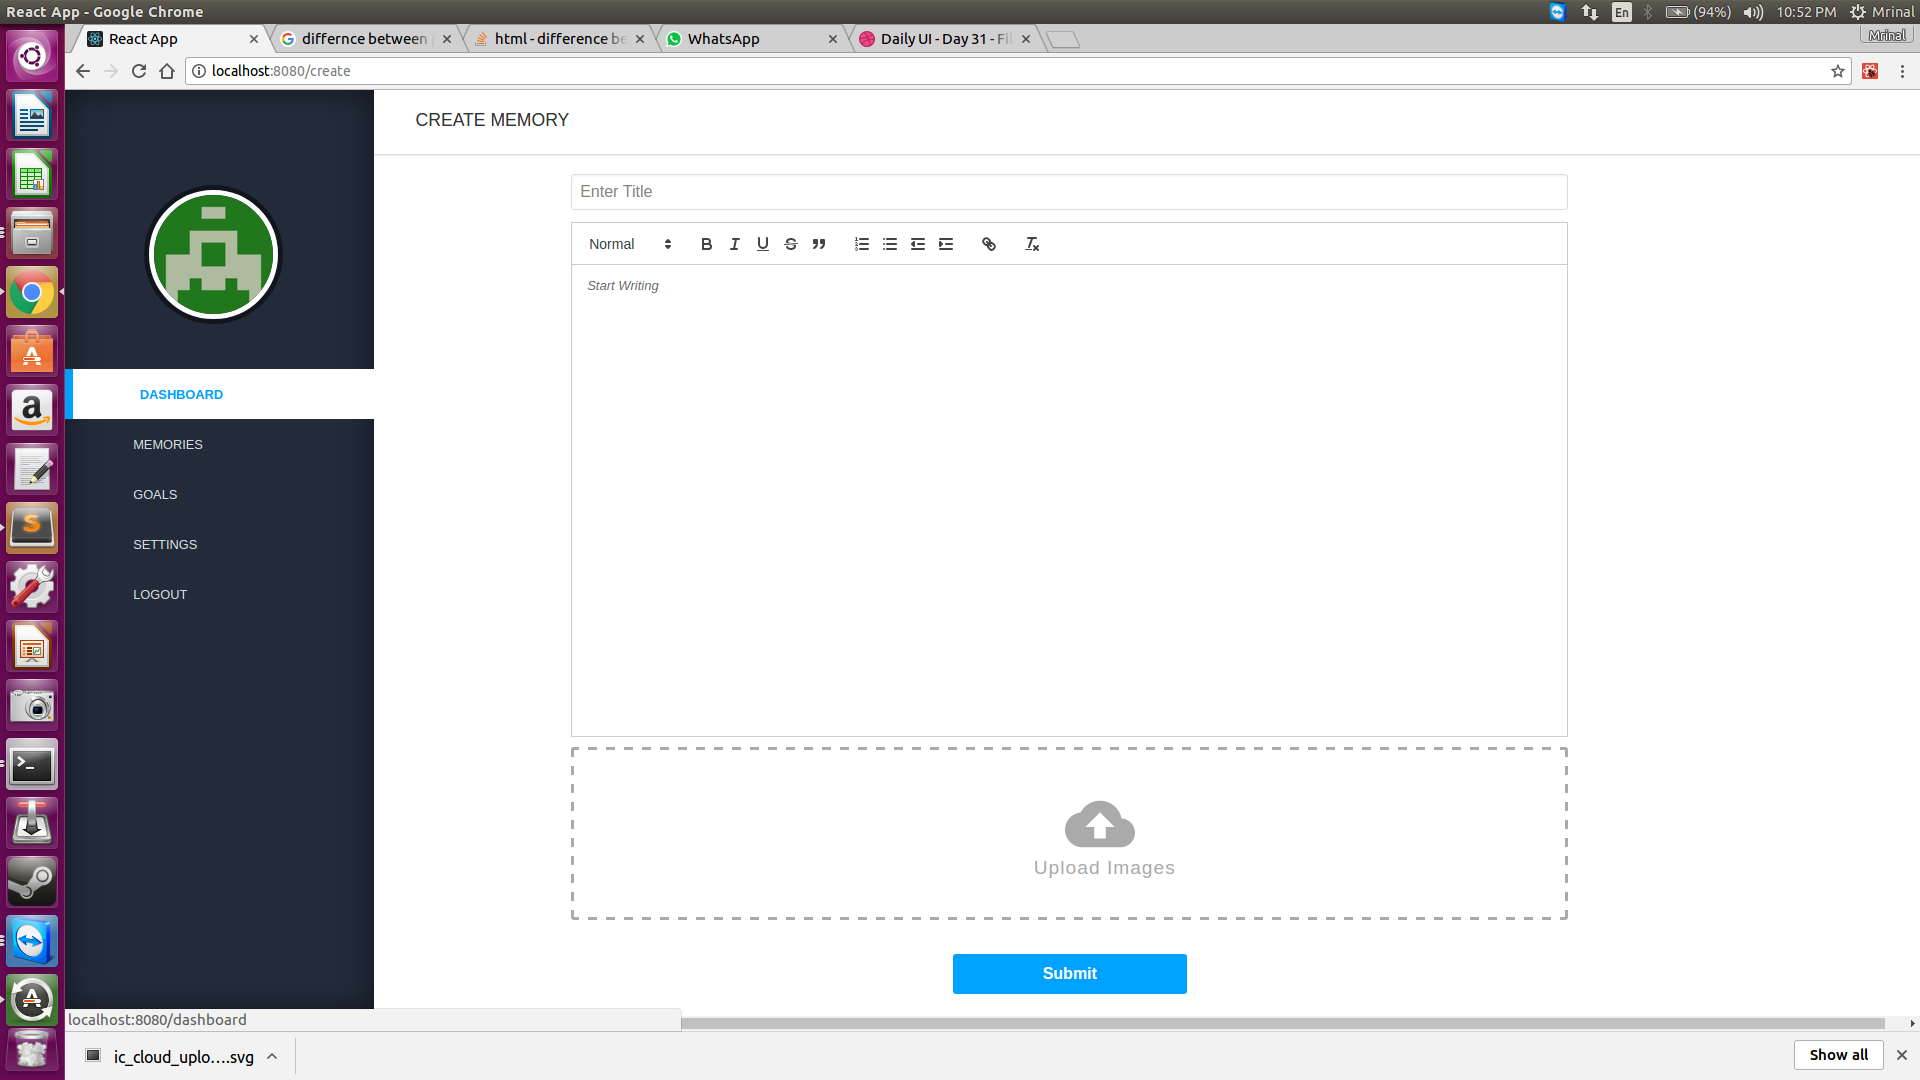 React App - Google Chrome
En
(94%)
10:52 PM
Mrinal
React App
differnce between
html - difference be
WhatsApp
Daily UI - Day 31 - Fil
Mrinal
localhost:8080/create
CREATE MEMORY
Enter Title
Normal
Start Writing
DASHBOARD
MEMORIES
GOALS
SETTINGS
LOGOUT
Upload Images
Submit
localhost:8080/dashboard
ic_cloud_uplo....svg
Show all